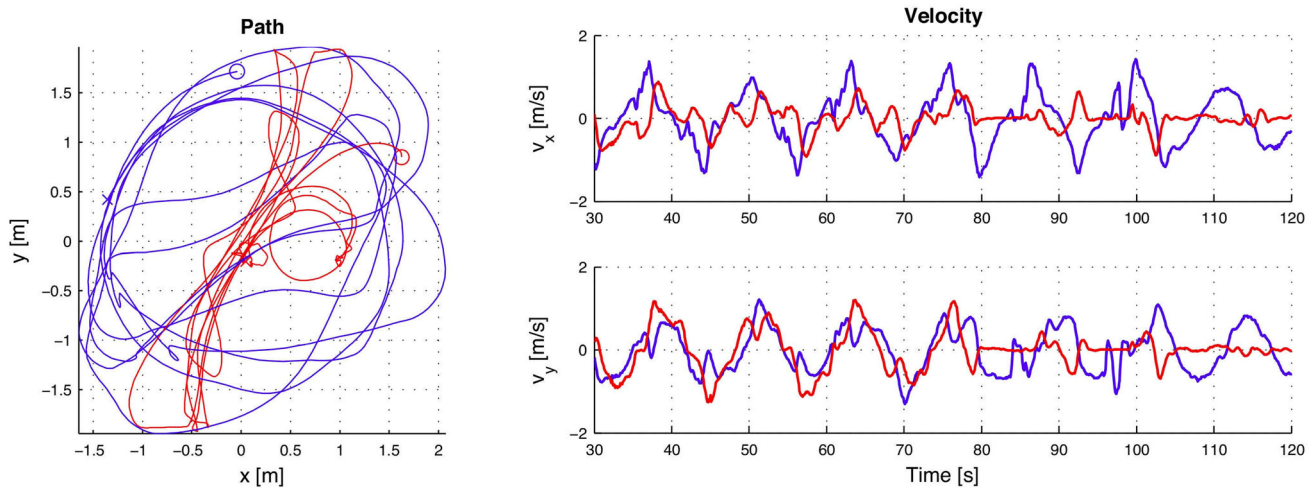 Path
1.5
1
0.5
0
−0.5
−1
−1.5
y [m]
−1.5 −1 −0.5 0 0.5 1 1.5 2
x [m]
Velocity
2
0
−2
v_x [m/s]
30 40 50 60 70 80 90 100 110 120
2
0
−2
v_y [m/s]
30 40 50 60 70 80 90 100 110 120
Time [s]